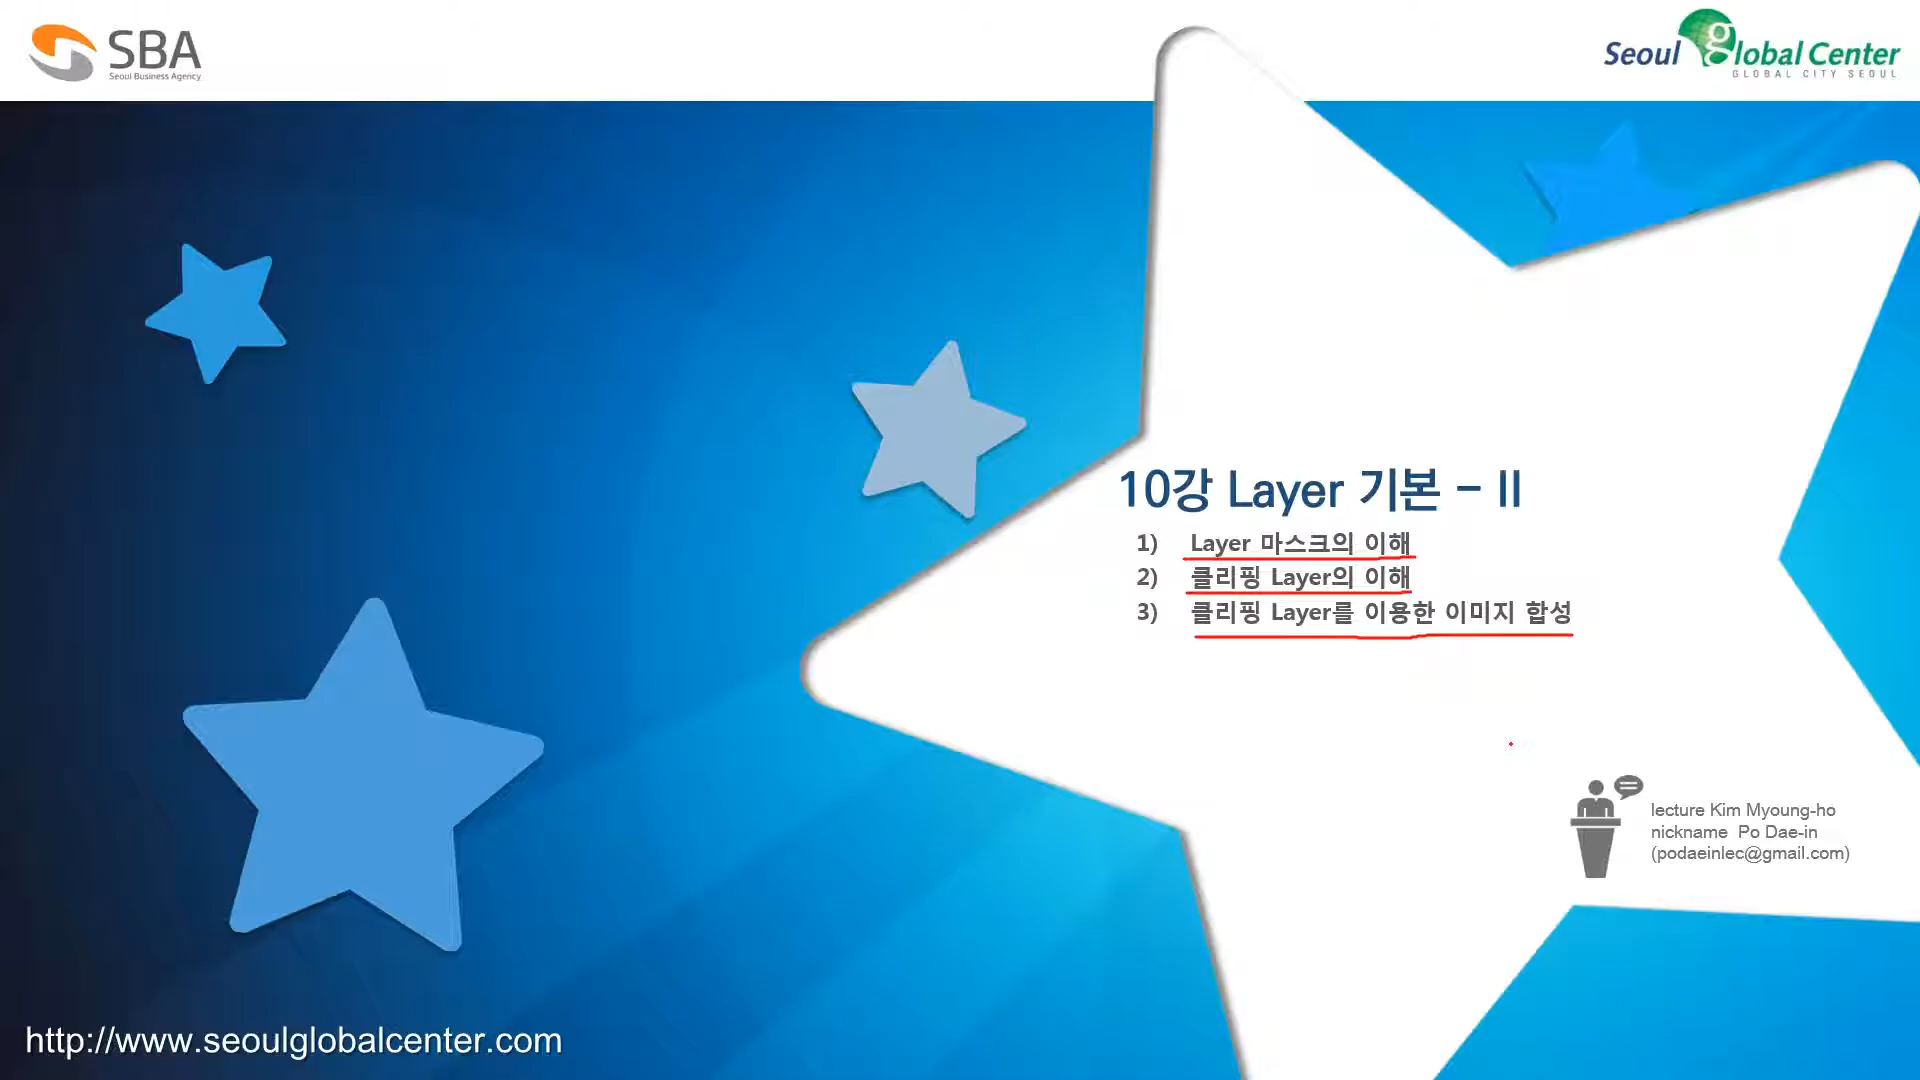 SBA
Seoul Business Agency
Seoul global Center
GLOBAL CITY SEOUL
10강 Layer 기본 - II
1) Layer 마스크의 이해
2) 클리핑 Layer의 이해
3) 클리핑 Layer를 이용한 이미지 합성
lecture Kim Myoung-ho
nickname Po Dae-in
(podaeinlec@gmail.com)
http://www.seoulglobalcenter.com